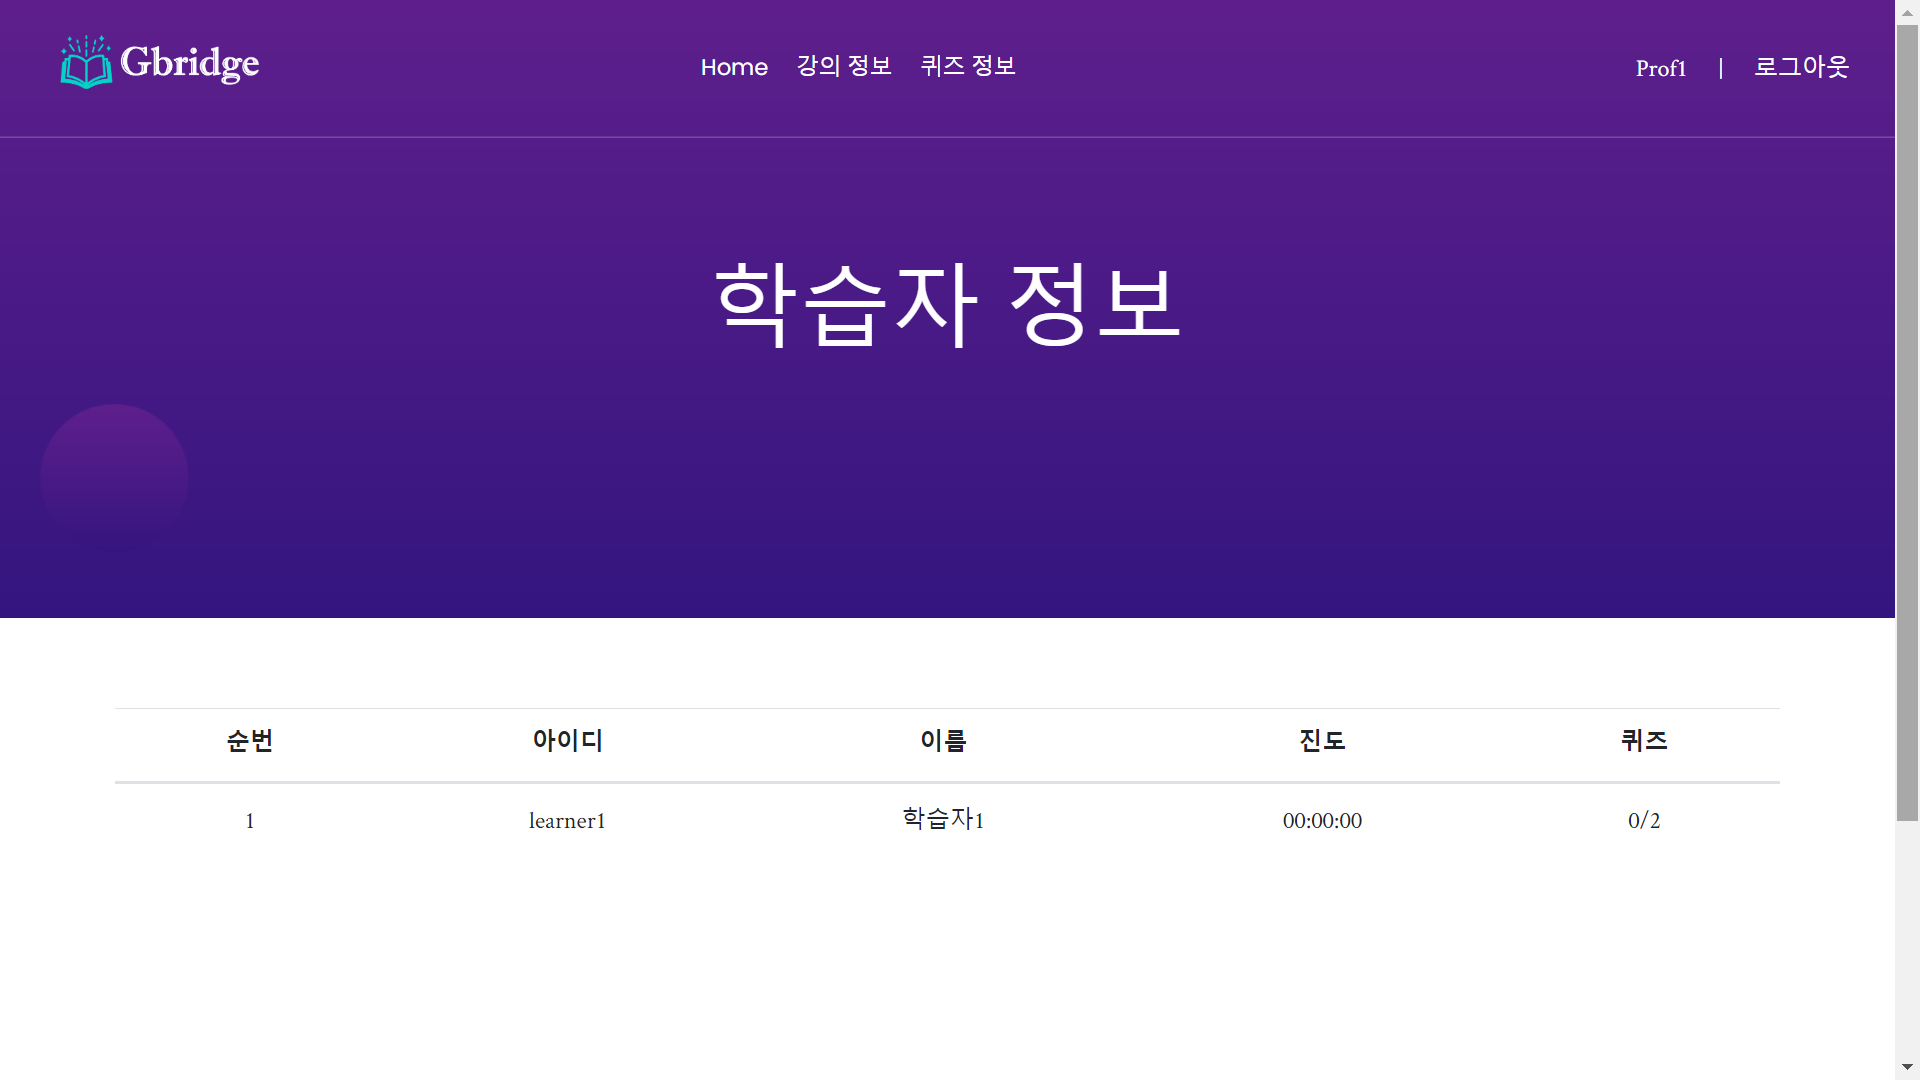 Gbridge
Home 강의 정보 퀴즈 정보
Prof1 | 로그아웃
학습자 정보
순번 아이디 이름 진도 퀴즈
1 learner1 학습자1 00:00:00 0/2